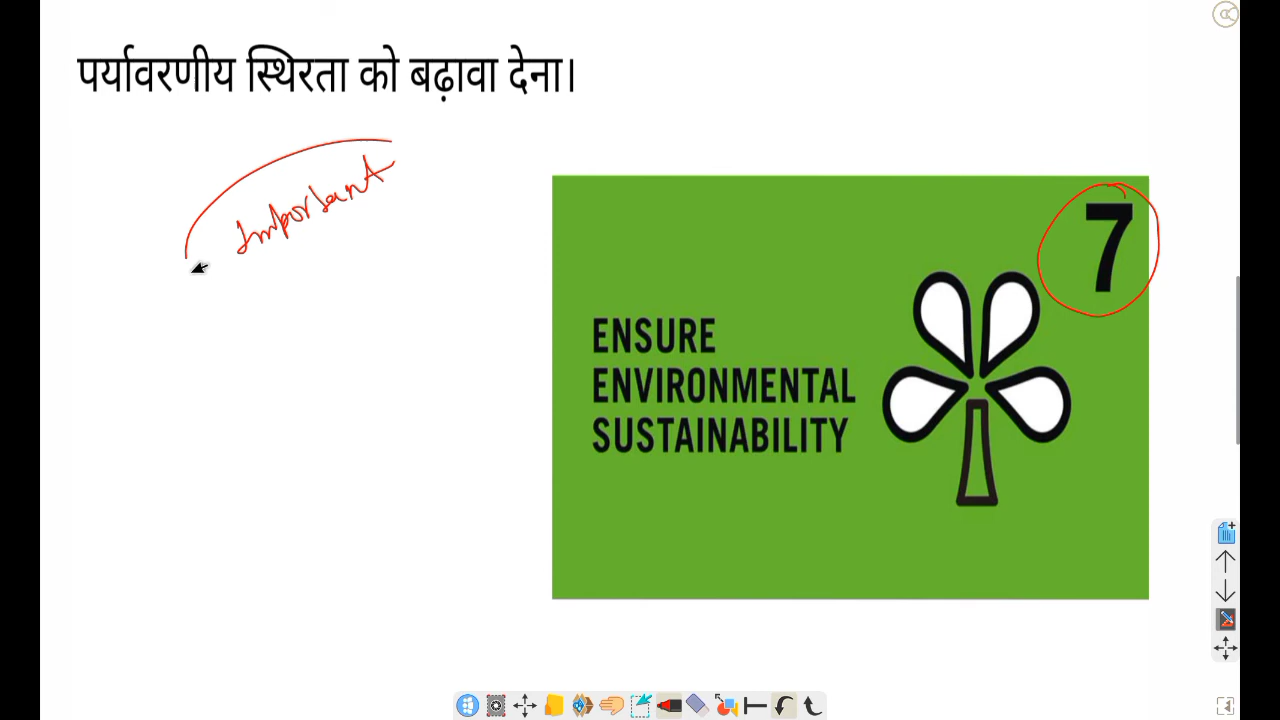 पर्यावरणीय स्थिरता को बढ़ावा देना।
Important
7
ENSURE
ENVIRONMENTAL
SUSTAINABILITY